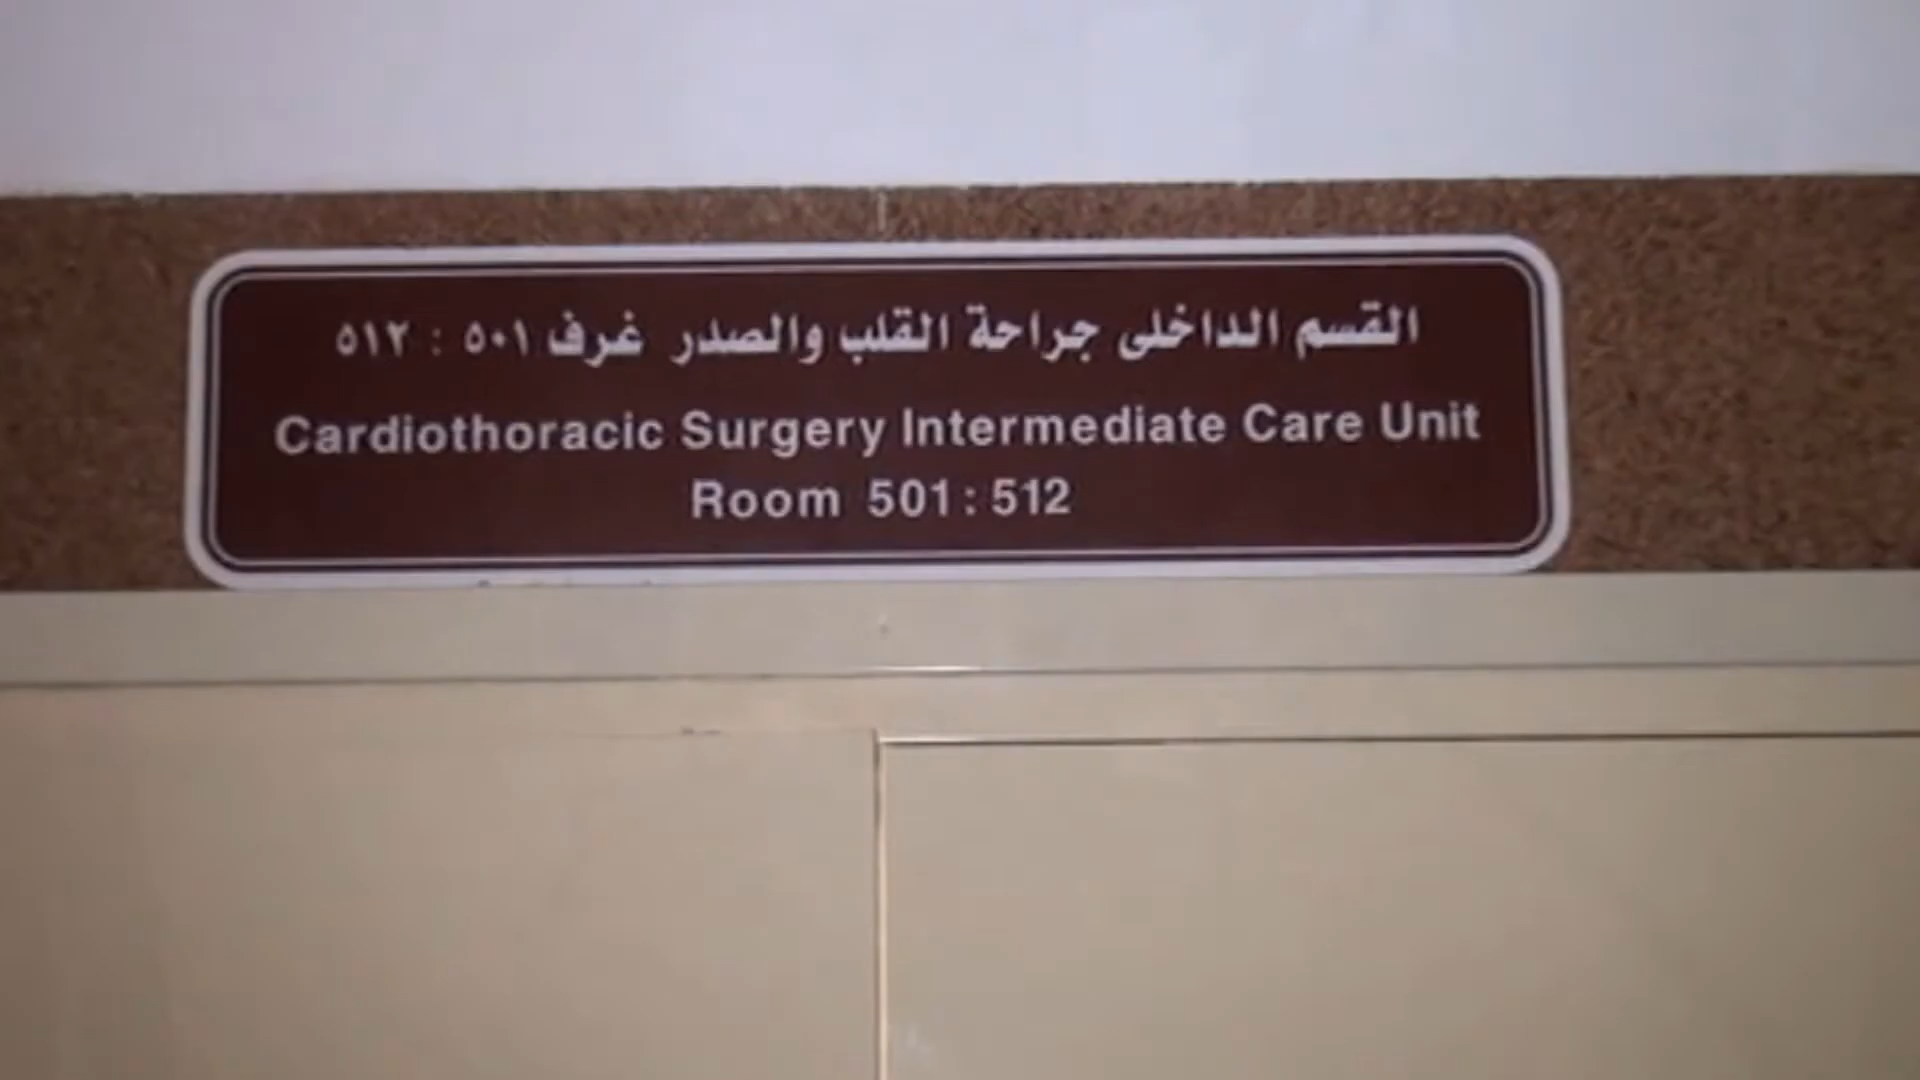 القسم الداخلى جراحة القلب والصدر غرف ٥٠١ : ٥١٢
Cardiothoracic Surgery Intermediate Care Unit
Room 501 : 512